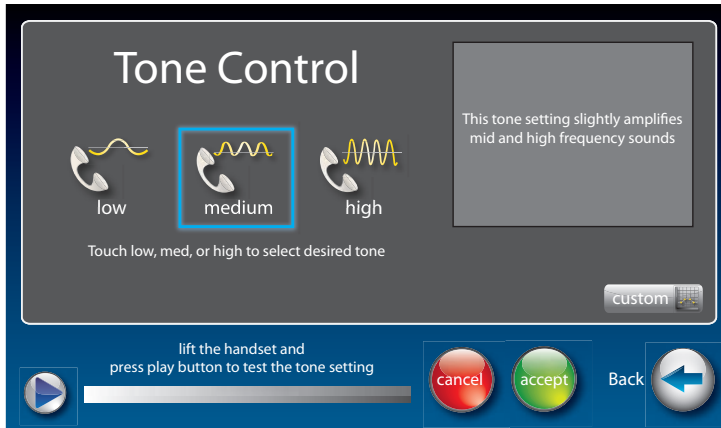 Tone Control
This tone setting slightly amplifies
mid and high frequency sounds
low
medium
high
Touch low, med, or high to select desired tone
custom
lift the handset and
press play button to test the tone setting
cancel
accept
Back